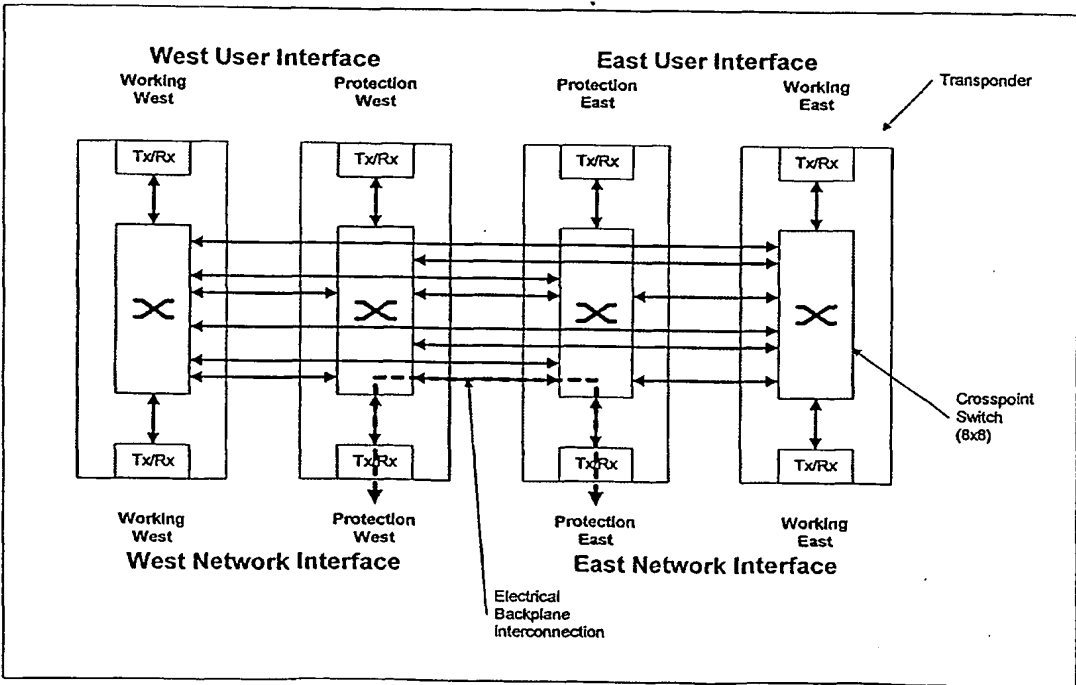 West User Interface
East User Interface
Working
West
Protection
West
Protection
East
Working
East
Transponder
Tx/Rx
Tx/Rx
Tx/Rx
Tx/Rx
Crosspoint
Switch
(8x8)
Tx/Rx
Tx/Rx
Tx/Rx
Tx/Rx
Working
West
Protection
West
Protection
East
Working
East
West Network Interface
East Network Interface
Electrical
Backplane
Interconnection